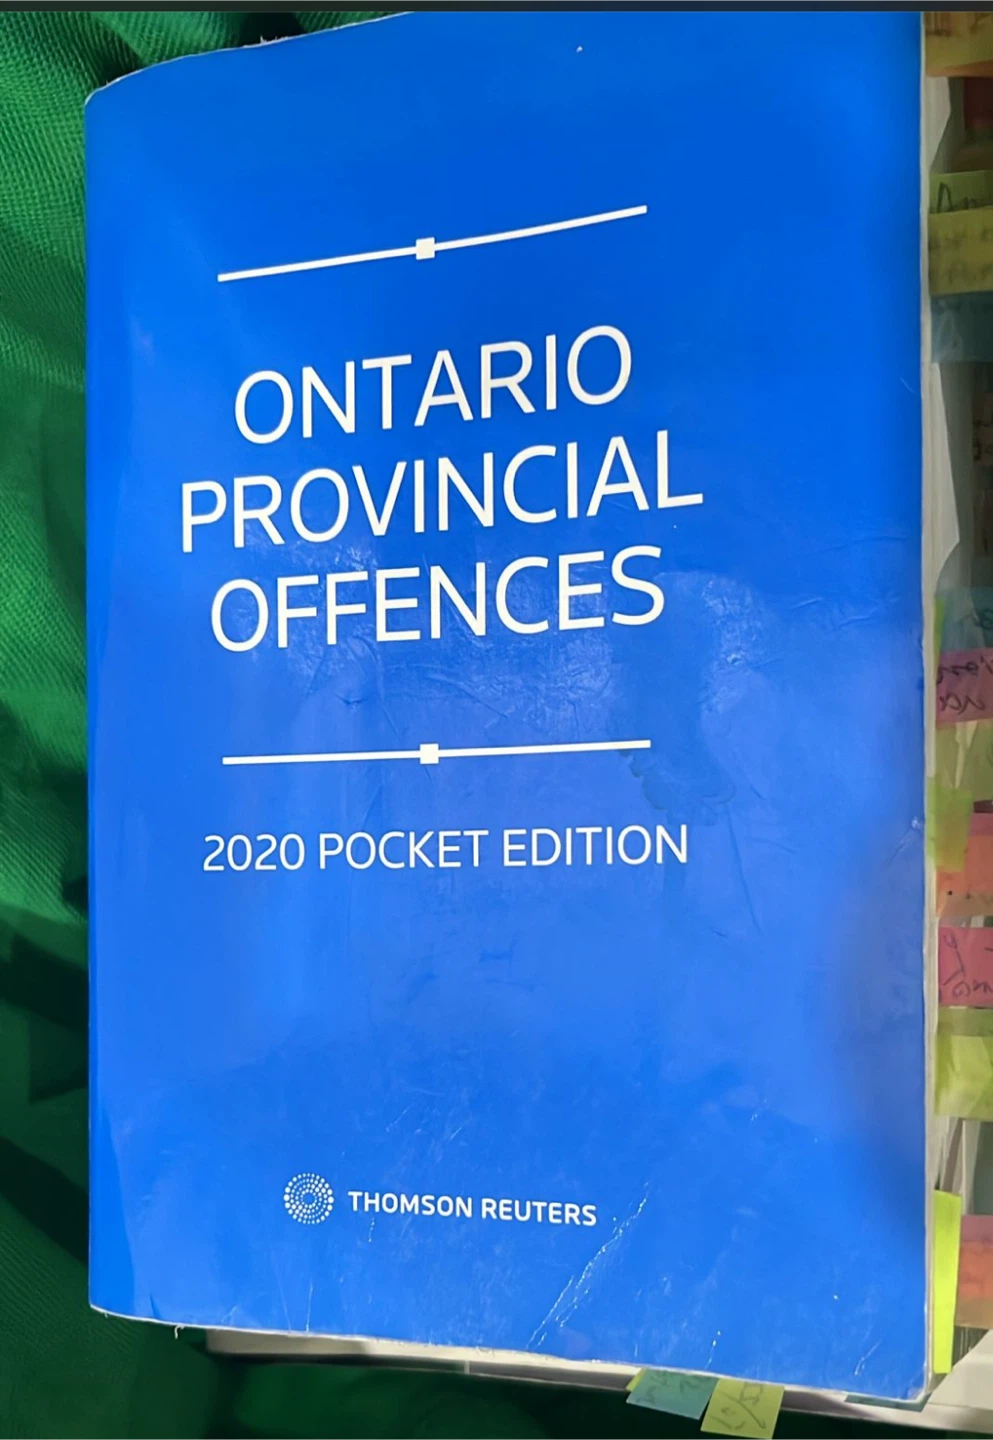 ONTARIO
PROVINCIAL
OFFENCES
2020 POCKET EDITION
THOMSON REUTERS